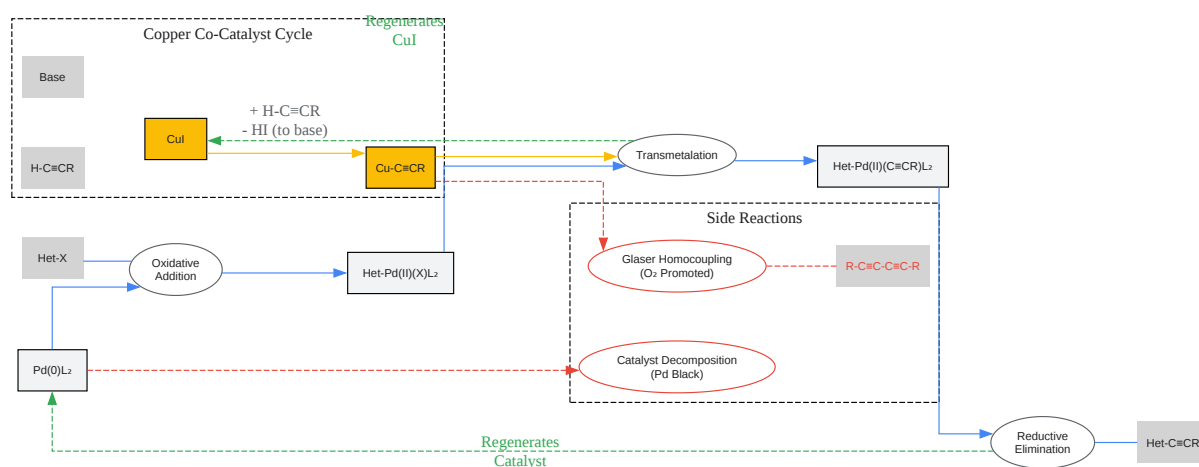 Regenerates
CuI
Copper Co-Catalyst Cycle
Base
+ H-C≡CR
- HI (to base)
CuI
Transmetalation
H-C≡CR
Cu-C≡CR
Het-Pd(II)(C≡CR)L₂
Side Reactions
Het-X
Oxidative
Addition
Het-Pd(II)(X)L₂
Glaser Homocoupling
(O₂ Promoted)
R-C≡C-C≡C-R
Pd(0)L₂
Catalyst Decomposition
(Pd Black)
Regenerates
Catalyst
Reductive
Elimination
Het-C≡CR